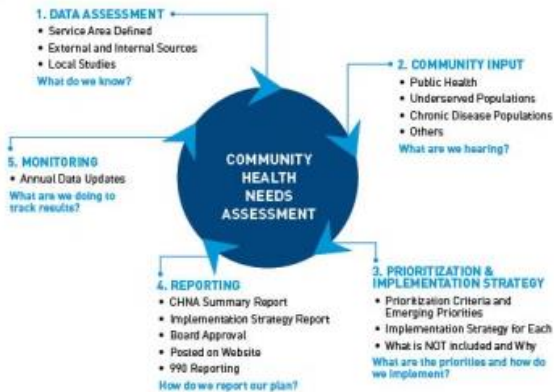 1. DATA ASSESSMENT
• Service Area Defined
• External and Internal Sources
• Local Studies
What do we know?
2. COMMUNITY INPUT
• Public Health
• Underserved Populations
• Chronic Disease Populations
• Others
What are we hearing?
COMMUNITY
HEALTH
NEEDS
ASSESSMENT
3. PRIORITIZATION &
IMPLEMENTATION STRATEGY
• Prioritization Criteria and
Emerging Priorities
• Implementation Strategy for Each
• What is NOT included and Why
What are the priorities and how do
we implement?
4. REPORTING
• CHNA Summary Report
• Implementation Strategy Report
• Board Approval
• Posted on Website
• 990 Reporting
How do we report our plan?
5. MONITORING
• Annual Data Updates
What are we doing to
track results?